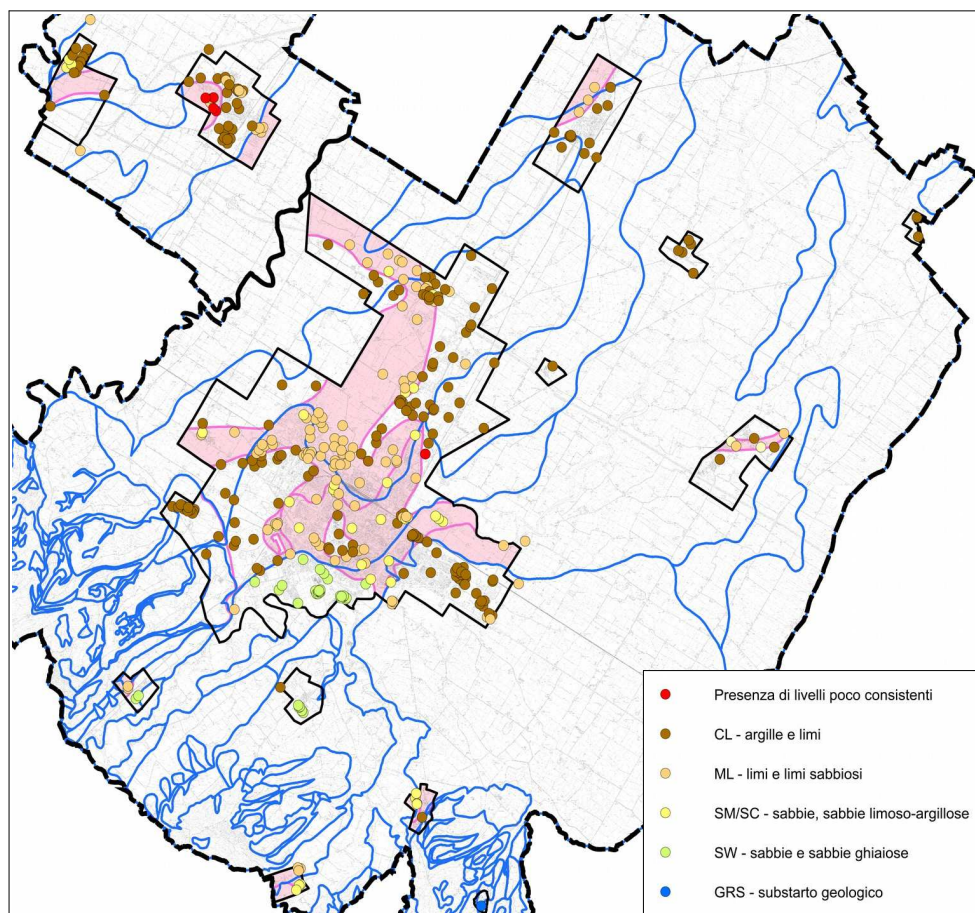 Presenza di livelli poco consistenti
CL - argille e limi
ML - limi e limi sabbiosi
SM/SC - sabbie, sabbie limoso-argillose
SW - sabbie e sabbie ghiaiose
GRS - substarto geologico